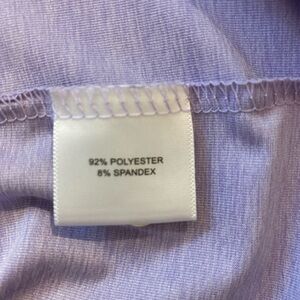 92% POLYESTER
8% SPANDEX